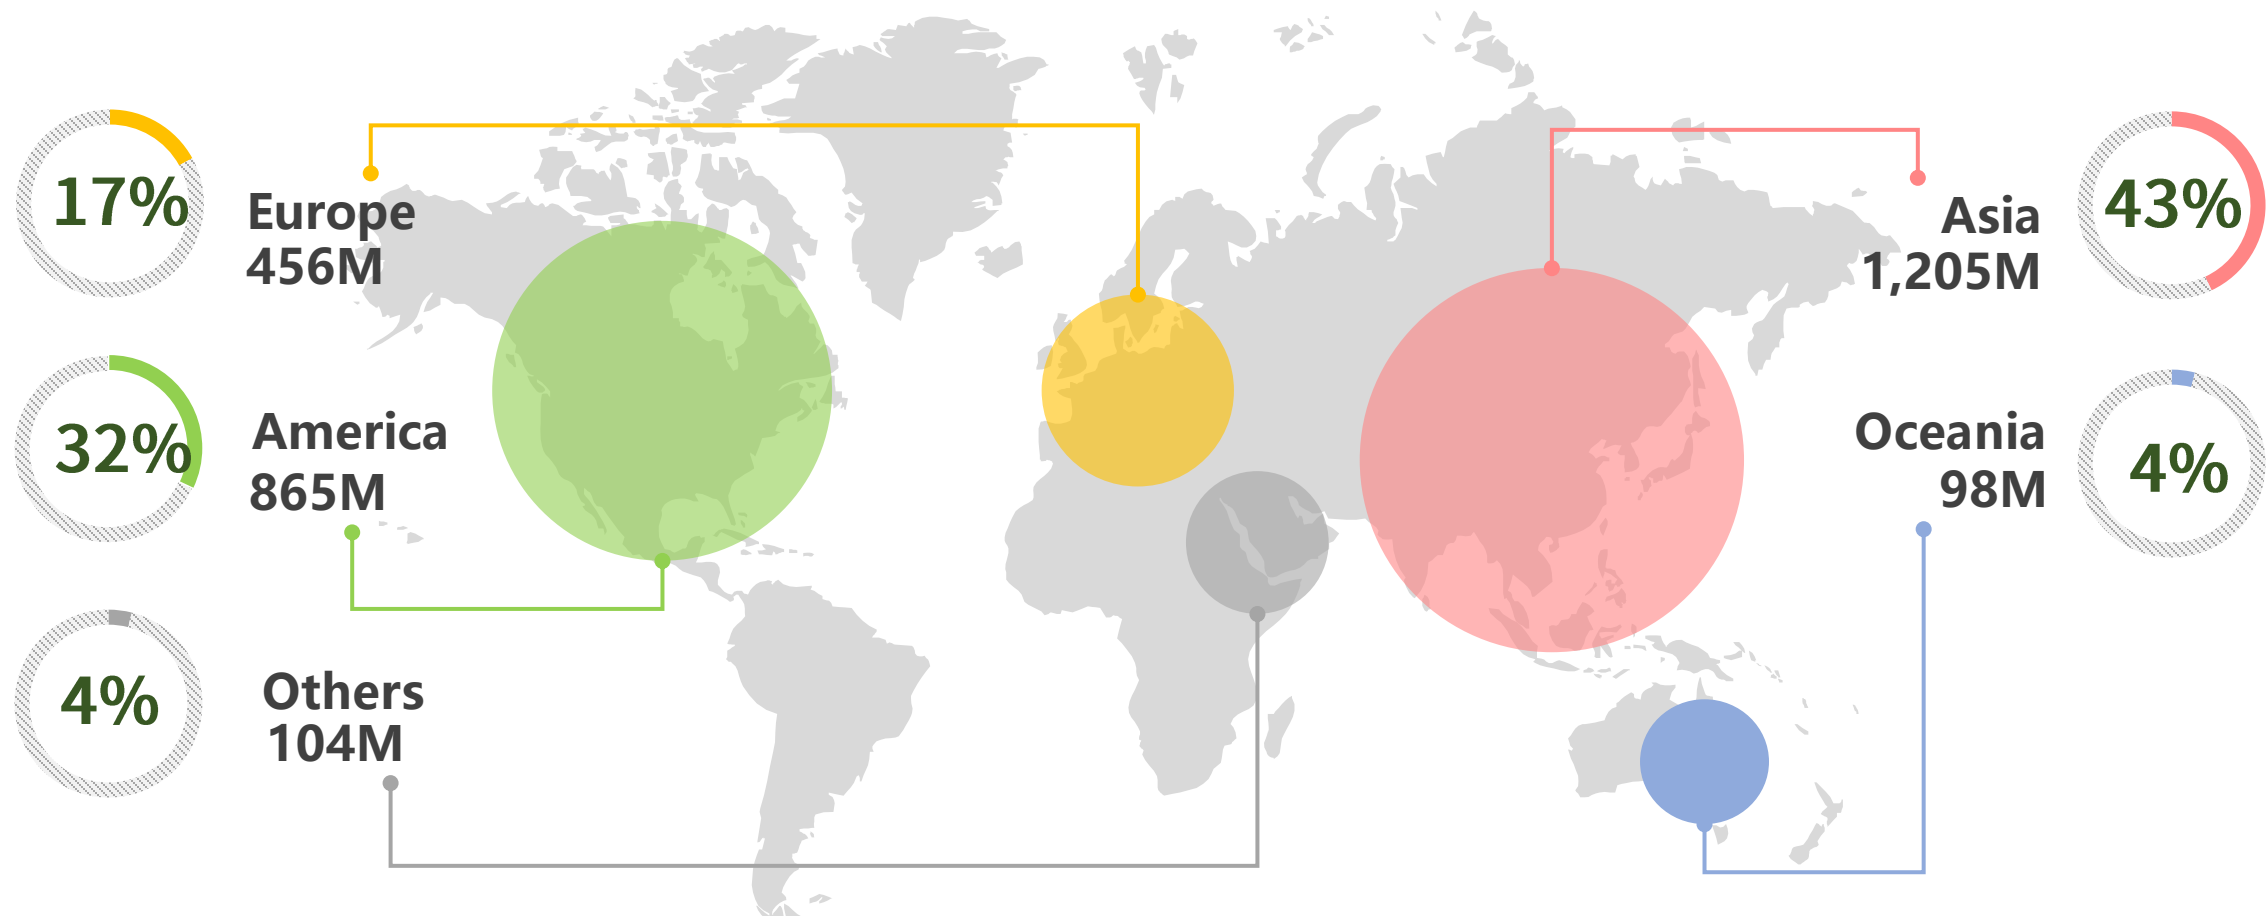 17%
Europe
456M
32%
America
865M
4%
Others
104M
Asia
1,205M
43%
Oceania
98M
4%